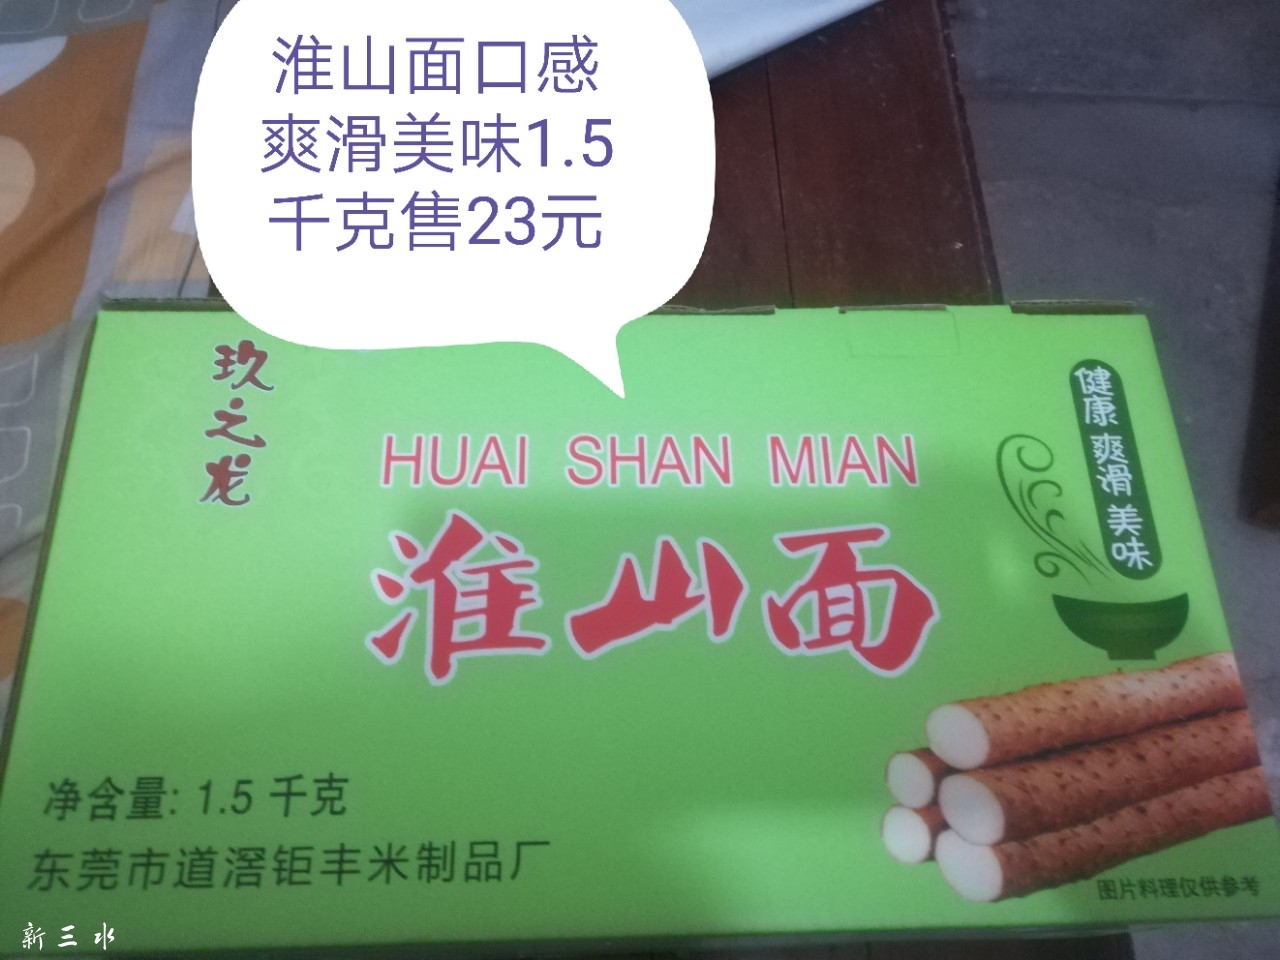 淮山面口感
爽滑美味1.5
千克售23元
玖之龙
HUAI SHAN MIAN
淮山面
健康 爽滑 美味
净含量: 1.5 千克
东莞市道滘钜丰米制品厂
图片料理仅供参考
新三水